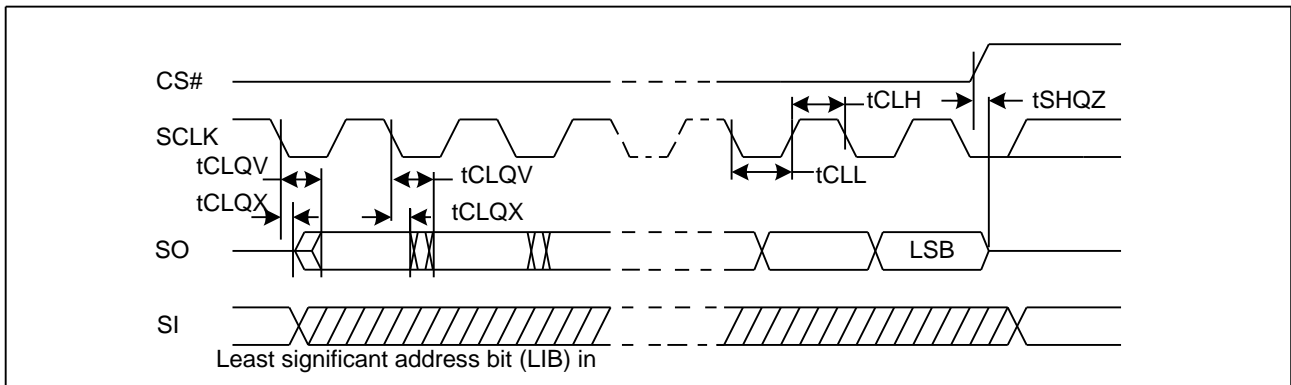 CS#
tCLH
tSHQZ
SCLK
tCLQV
tCLQV
tCLL
tCLQX
tCLQX
SO
LSB
SI
Least significant address bit (LIB) in